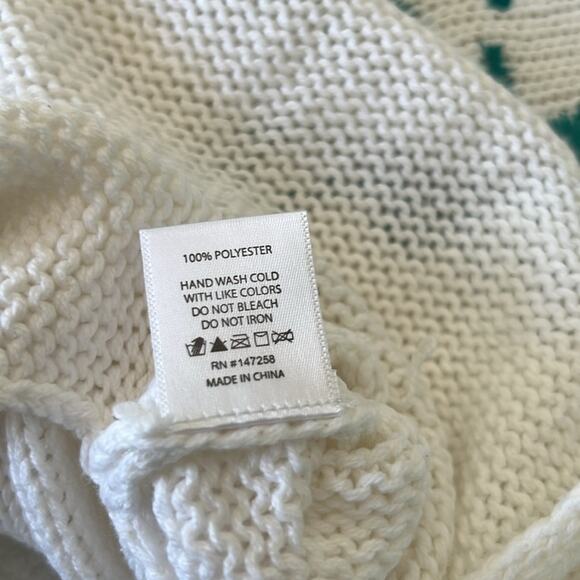 100% POLYESTER
HAND WASH COLD
WITH LIKE COLORS
DO NOT BLEACH
DO NOT IRON
RN #147258
MADE IN CHINA